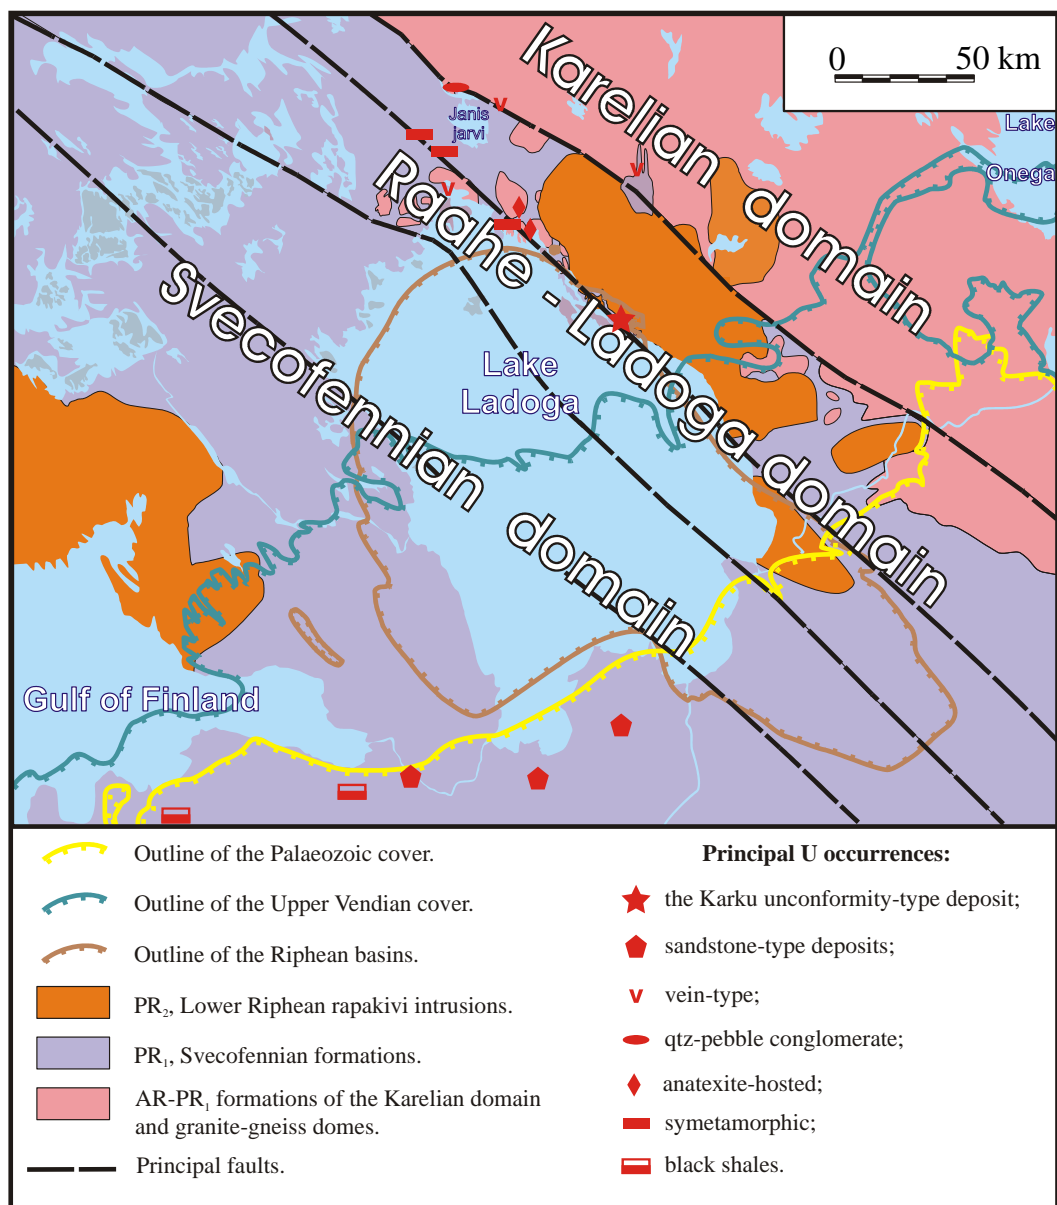 0 50 km
Karelian domain
Janis
jarvi
Lake
Onega
Raahe - Ladoga domain
Svecofennian domain
Lake
Ladoga
Gulf of Finland
v
v
v
Outline of the Palaeozoic cover.
Outline of the Upper Vendian cover.
Outline of the Riphean basins.
PR₂, Lower Riphean rapakivi intrusions.
PR₁, Svecofennian formations.
AR-PR₁ formations of the Karelian domain
and granite-gneiss domes.
Principal faults.
Principal U occurrences:
the Karku unconformity-type deposit;
sandstone-type deposits;
v vein-type;
qtz-pebble conglomerate;
anatexite-hosted;
symetamorphic;
black shales.